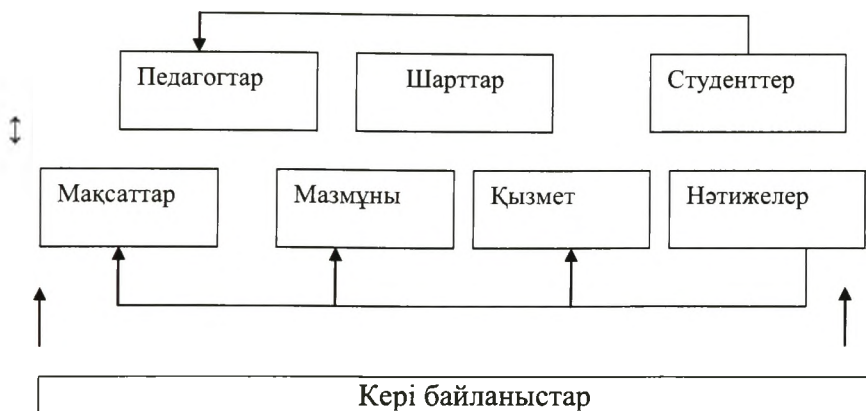 Педагогтар Шарттар Студенттер
Мақсаттар Мазмұны Қызмет Нәтижелер
Кері байланыстар